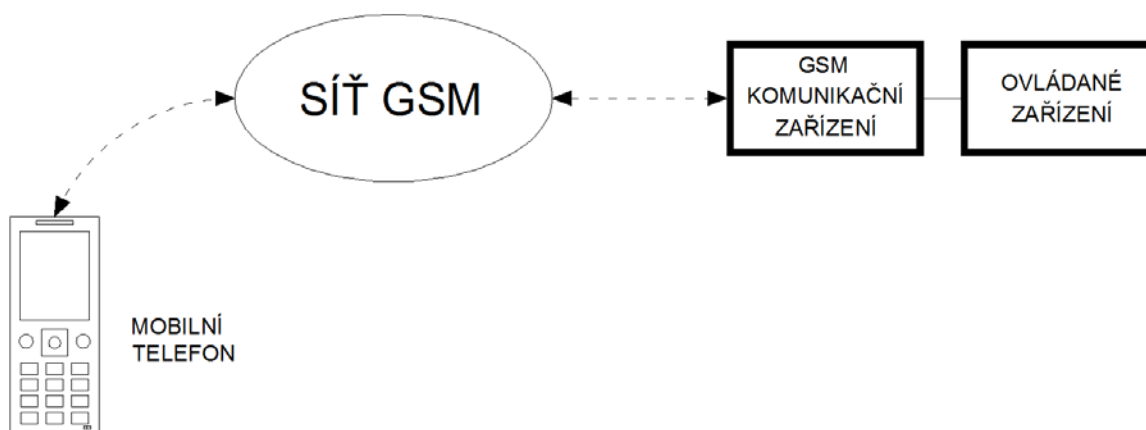 SÍŤ GSM
GSM
KOMUNIKAČNÍ
ZAŘÍZENÍ
OVLÁDANÉ
ZAŘÍZENÍ
MOBILNÍ
TELEFON